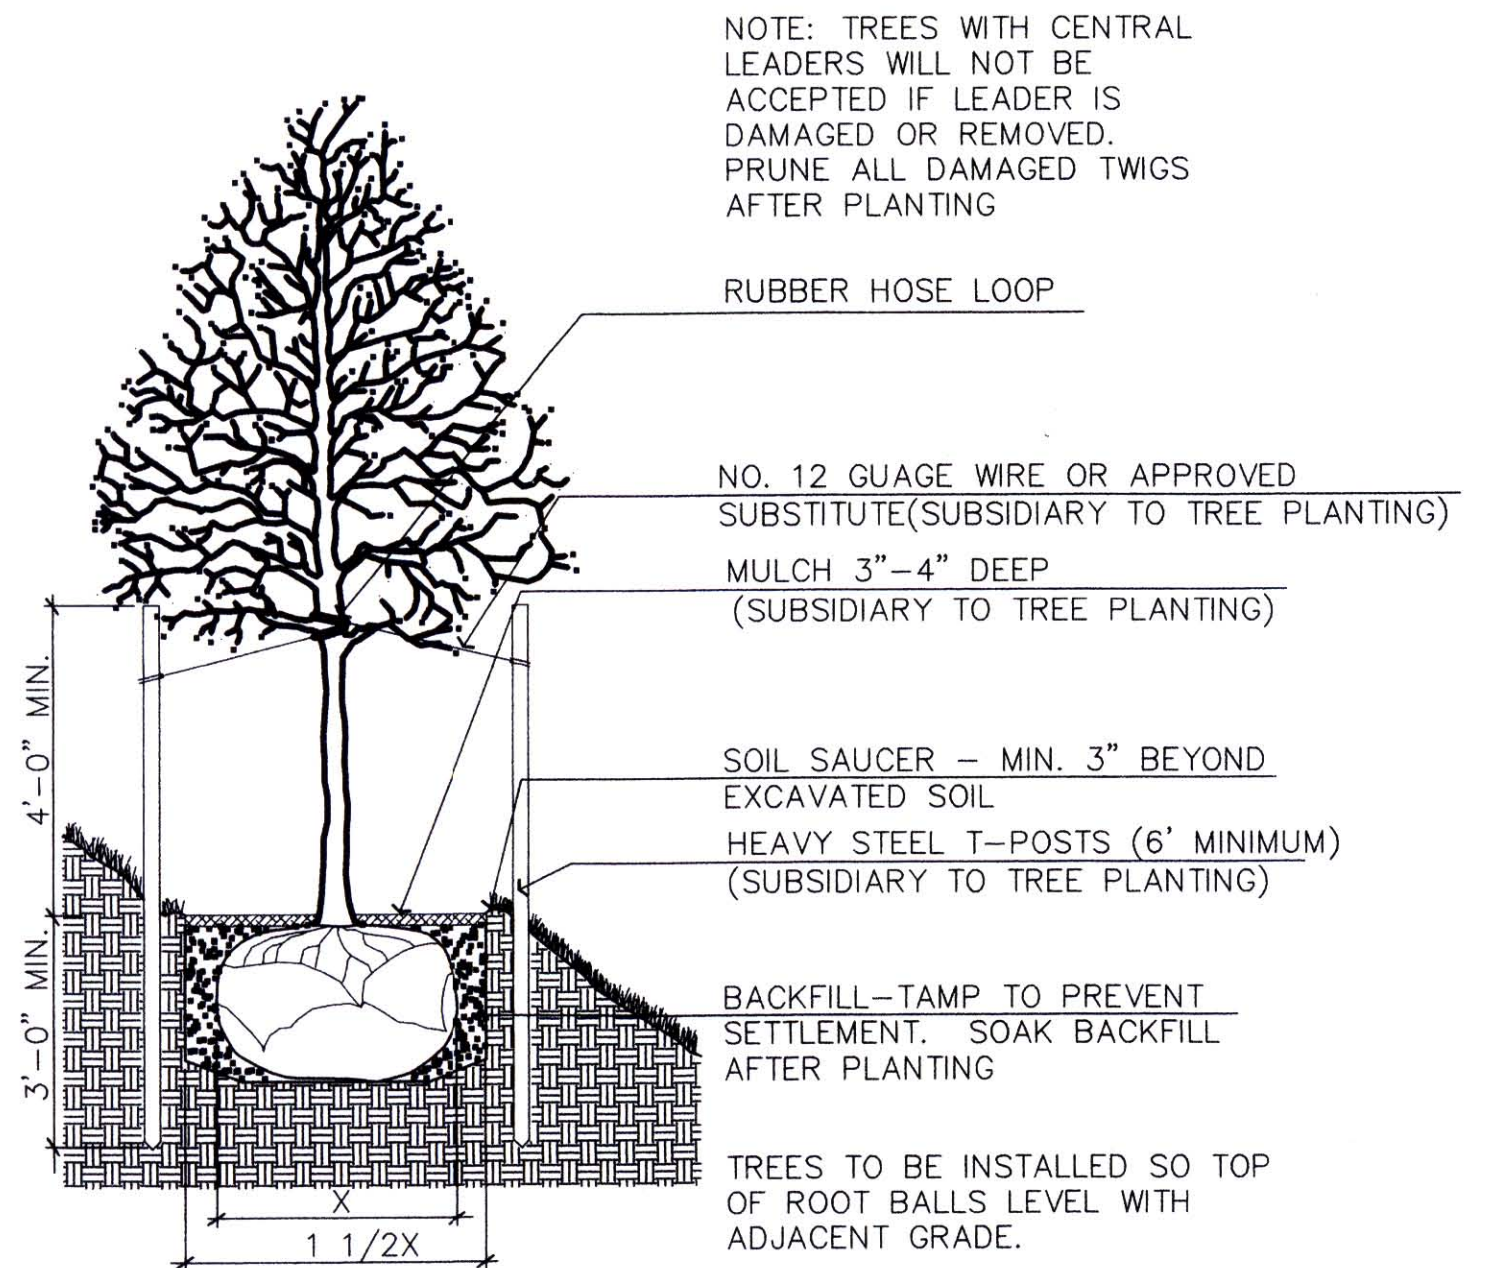 NOTE: TREES WITH CENTRAL
LEADERS WILL NOT BE
ACCEPTED IF LEADER IS
DAMAGED OR REMOVED.
PRUNE ALL DAMAGED TWIGS
AFTER PLANTING
RUBBER HOSE LOOP
NO. 12 GUAGE WIRE OR APPROVED
SUBSTITUTE(SUBSIDIARY TO TREE PLANTING)
MULCH 3"-4" DEEP
(SUBSIDIARY TO TREE PLANTING)
4'-0" MIN.
SOIL SAUCER - MIN. 3" BEYOND
EXCAVATED SOIL
HEAVY STEEL T-POSTS (6' MINIMUM)
(SUBSIDIARY TO TREE PLANTING)
3'-0" MIN.
BACKFILL-TAMP TO PREVENT
SETTLEMENT. SOAK BACKFILL
AFTER PLANTING
TREES TO BE INSTALLED SO TOP
OF ROOT BALLS LEVEL WITH
ADJACENT GRADE.
X
1 1/2X